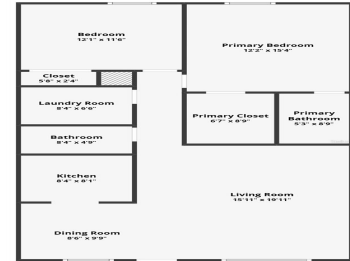 Bedroom
12'1" x 11'6"
Primary Bedroom
12'2" x 15'4"
Closet
5'8" x 2'4"
Laundry Room
8'4" x 6'6"
Primary Closet
6'7" x 8'9"
Primary
Bathroom
5'3" x 8'9"
Bathroom
8'4" x 4'9"
Kitchen
8'4" x 8'1"
Living Room
15'11" x 19'11"
Dining Room
8'6" x 9'9"